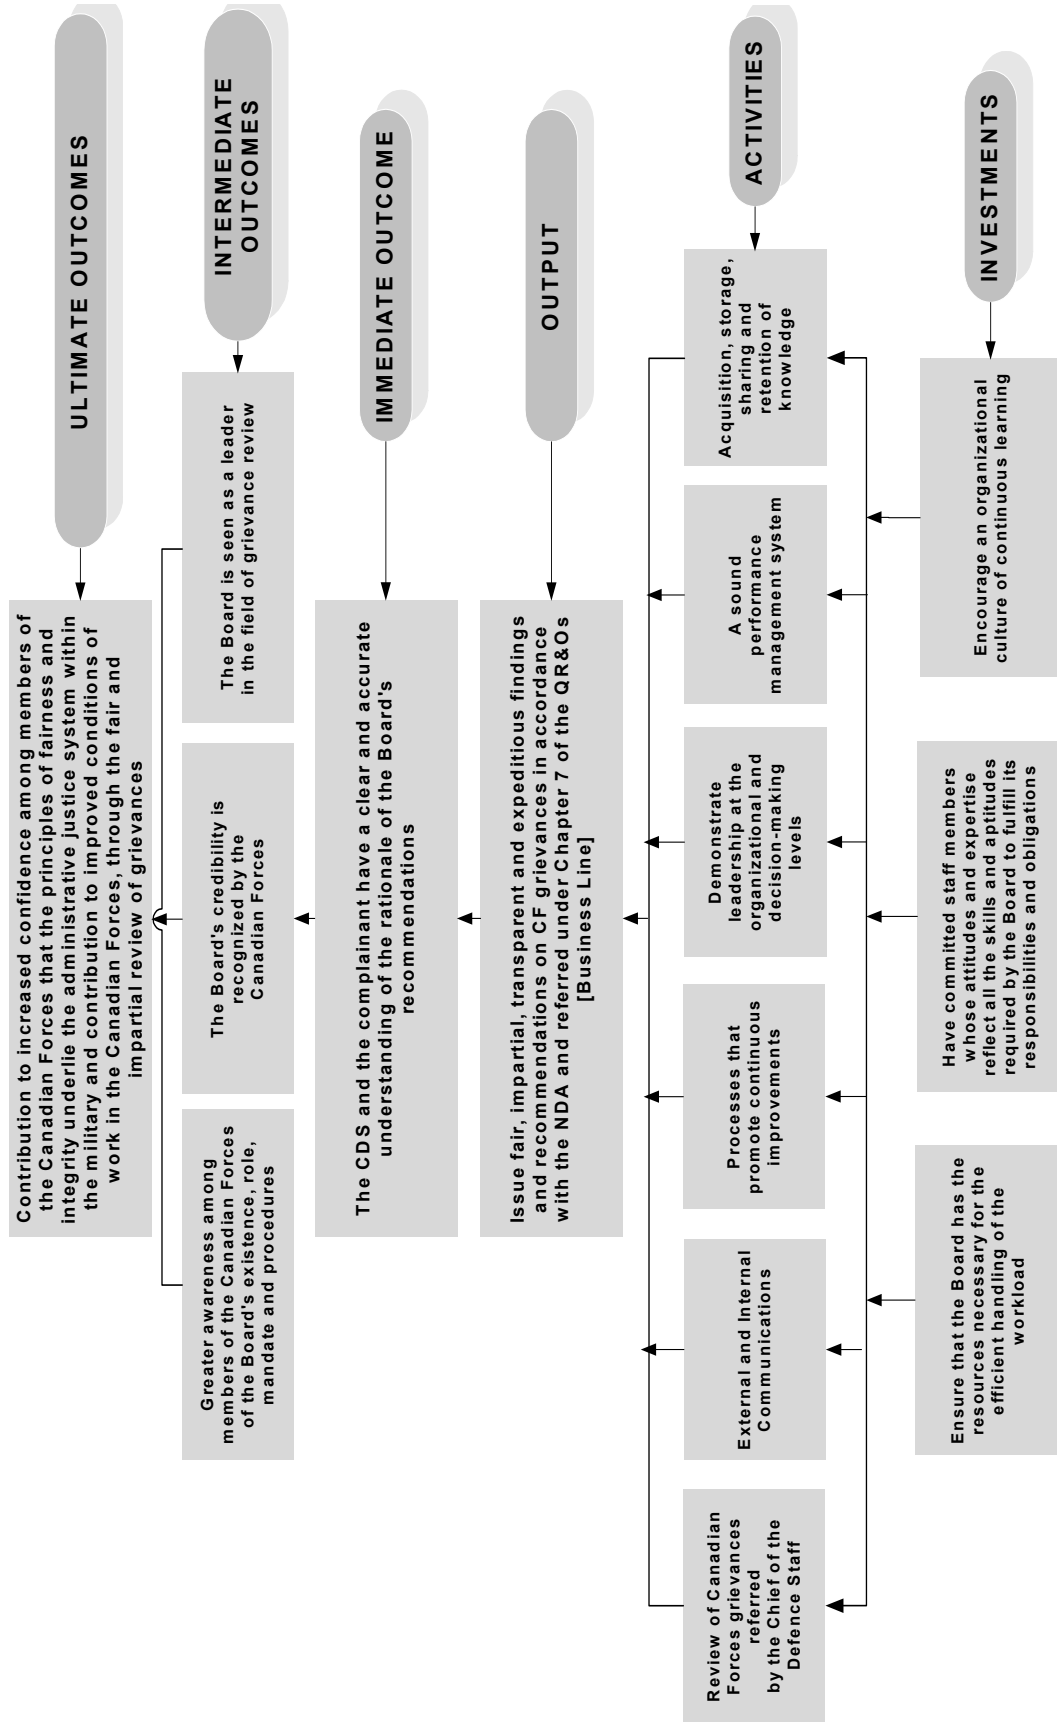 Contribution to increased confidence among members of
the Canadian Forces that the principles of fairness and
integrity underlie the administrative justice system within
the military and contribution to improved conditions of
work in the Canadian Forces, through the fair and
impartial review of grievances
ULTIMATE OUTCOMES
Greater awareness among
members of the Canadian Forces
of the Board's existence, role,
mandate and procedures
The Board's credibility is
recognized by the
Canadian Forces
The Board is seen as a leader
in the field of grievance review
INTERMEDIATE
OUTCOMES
The CDS and the complainant have a clear and accurate
understanding of the rationale of the Board's
recommendations
IMMEDIATE OUTCOME
Issue fair, impartial, transparent and expeditious findings
and recommendations on CF grievances in accordance
with the NDA and referred under Chapter 7 of the QR&Os
[Business Line]
OUTPUT
Review of Canadian
Forces grievances
referred
by the Chief of the
Defence Staff
External and Internal
Communications
Processes that
promote continuous
improvements
Demonstrate
leadership at the
organizational and
decision-making
levels
A sound
performance
management system
Acquisition, storage,
sharing and
retention of
knowledge
ACTIVITIES
Ensure that the Board has the
resources necessary for the
efficient handling of the
workload
Have committed staff members
whose attitudes and expertise
reflect all the skills and aptitudes
required by the Board to fulfill its
responsibilities and obligations
Encourage an organizational
culture of continuous learning
INVESTMENTS